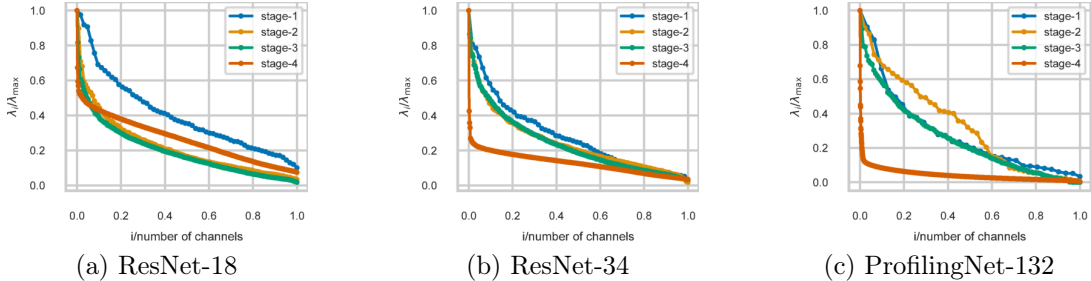 1.0
0.8
0.6
0.4
0.2
0.0
λi/λmax
stage-1
stage-2
stage-3
stage-4
0.0 0.2 0.4 0.6 0.8 1.0
i/number of channels
(a) ResNet-18
1.0
0.8
0.6
0.4
0.2
0.0
λi/λmax
stage-1
stage-2
stage-3
stage-4
0.0 0.2 0.4 0.6 0.8 1.0
i/number of channels
(b) ResNet-34
1.0
0.8
0.6
0.4
0.2
0.0
λi/λmax
stage-1
stage-2
stage-3
stage-4
0.0 0.2 0.4 0.6 0.8 1.0
i/number of channels
(c) ProfilingNet-132